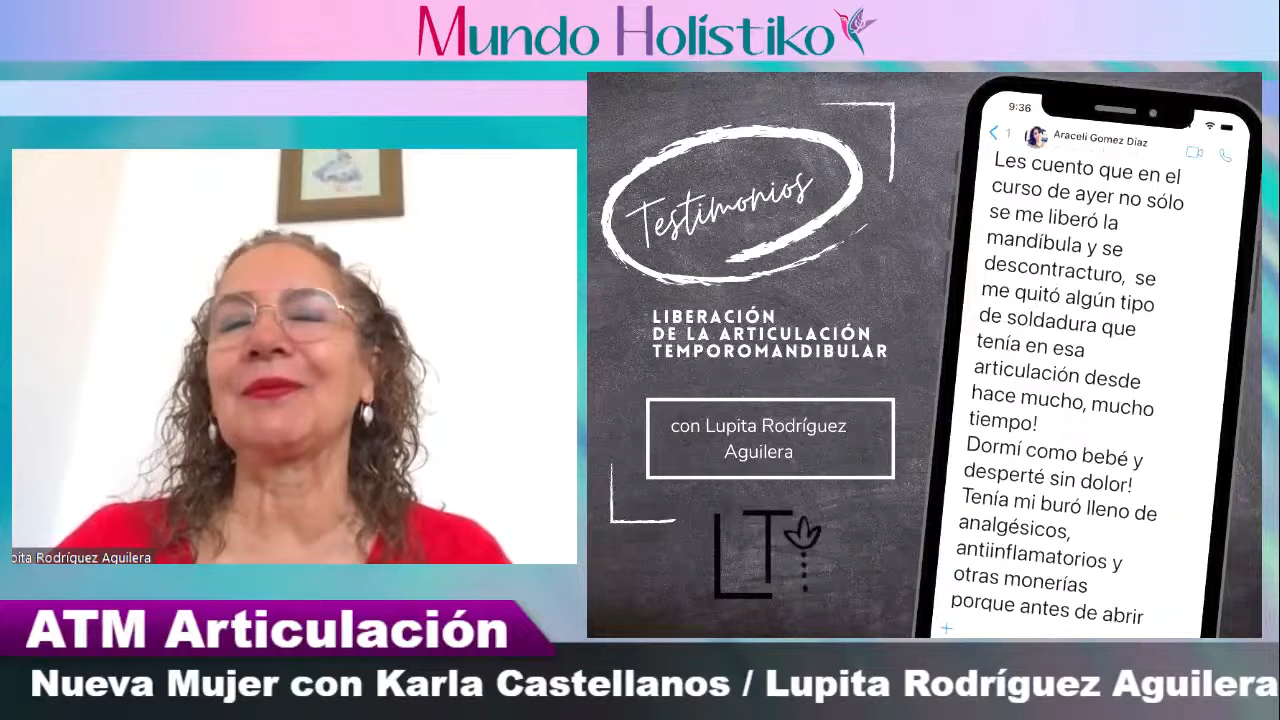 Mundo Holístiko
Testimonios
LIBERACIÓN
DE LA ARTICULACIÓN
TEMPOROMANDIBULAR
con Lupita Rodríguez
Aguilera
LT
9:36
1
Araceli Gomez Diaz
Les cuento que en el
curso de ayer no sólo
se me liberó la
mandíbula y se
descontracturo, se
me quitó algún tipo
de soldadura que
tenía en esa
articulación desde
hace mucho, mucho
tiempo!
Dormí como bebé y
desperté sin dolor!
Tenía mi buró lleno de
analgésicos,
antiinflamatorios y
otras monerías
porque antes de abrir
pita Rodríguez Aguilera
ATM Articulación
Nueva Mujer con Karla Castellanos / Lupita Rodríguez Aguilera